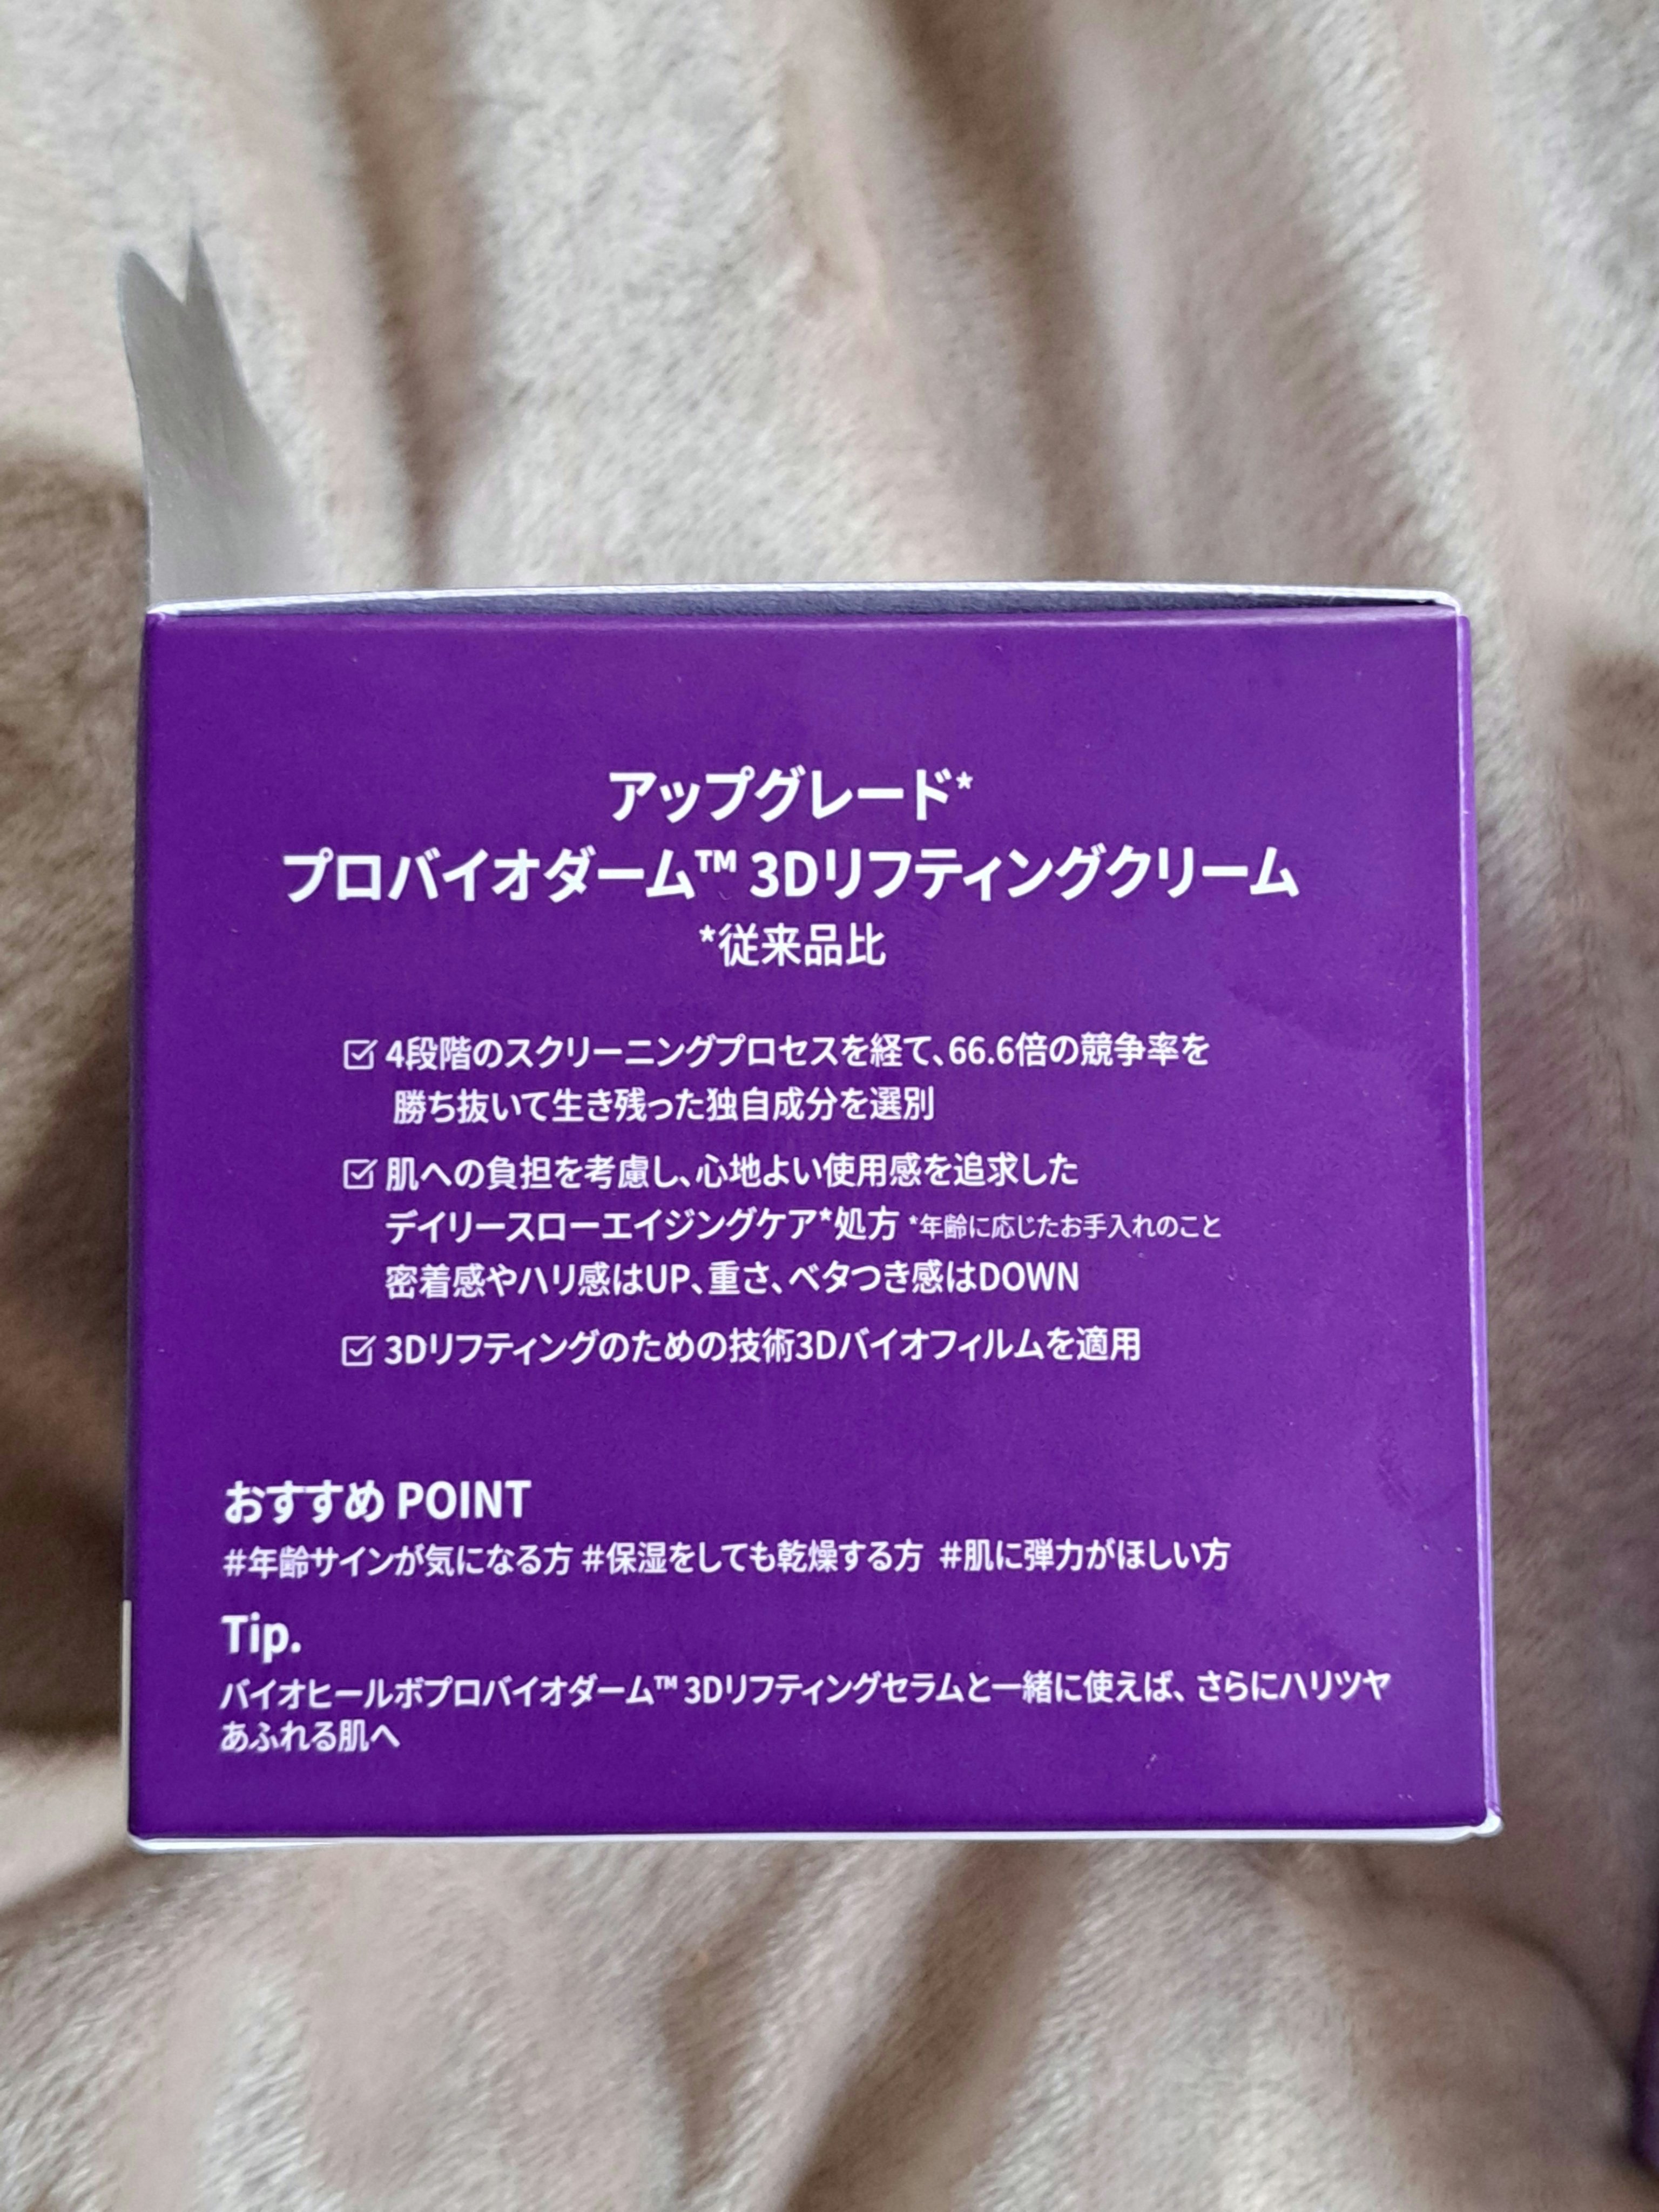 アップグレード*
プロバイオダーム™ 3Dリフティングクリーム
*従来品比
4段階のスクリーニングプロセスを経て、66.6倍の競争率を
勝ち抜いて生き残った独自成分を選別
肌への負担を考慮し、心地よい使用感を追求した
デイリースローエイジングケア*処方 *年齢に応じたお手入れのこと
密着感やハリ感はUP、重さ、ベタつき感はDOWN
3Dリフティングのための技術3Dバイオフィルムを適用
おすすめ POINT
#年齢サインが気になる方 #保湿をしても乾燥する方 #肌に弾力がほしい方
Tip.
バイオヒールボプロバイオダーム™ 3Dリフティングセラムと一緒に使えば、さらにハリツヤ
あふれる肌へ